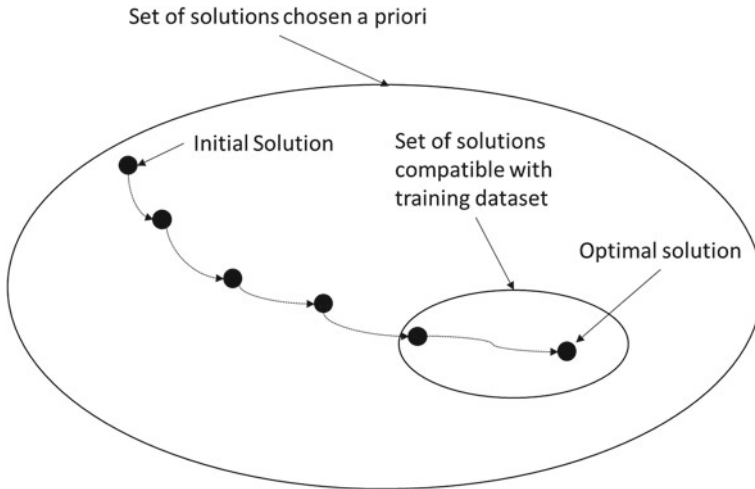 Set of solutions chosen a priori
Initial Solution
Set of solutions
compatible with
training dataset
Optimal solution